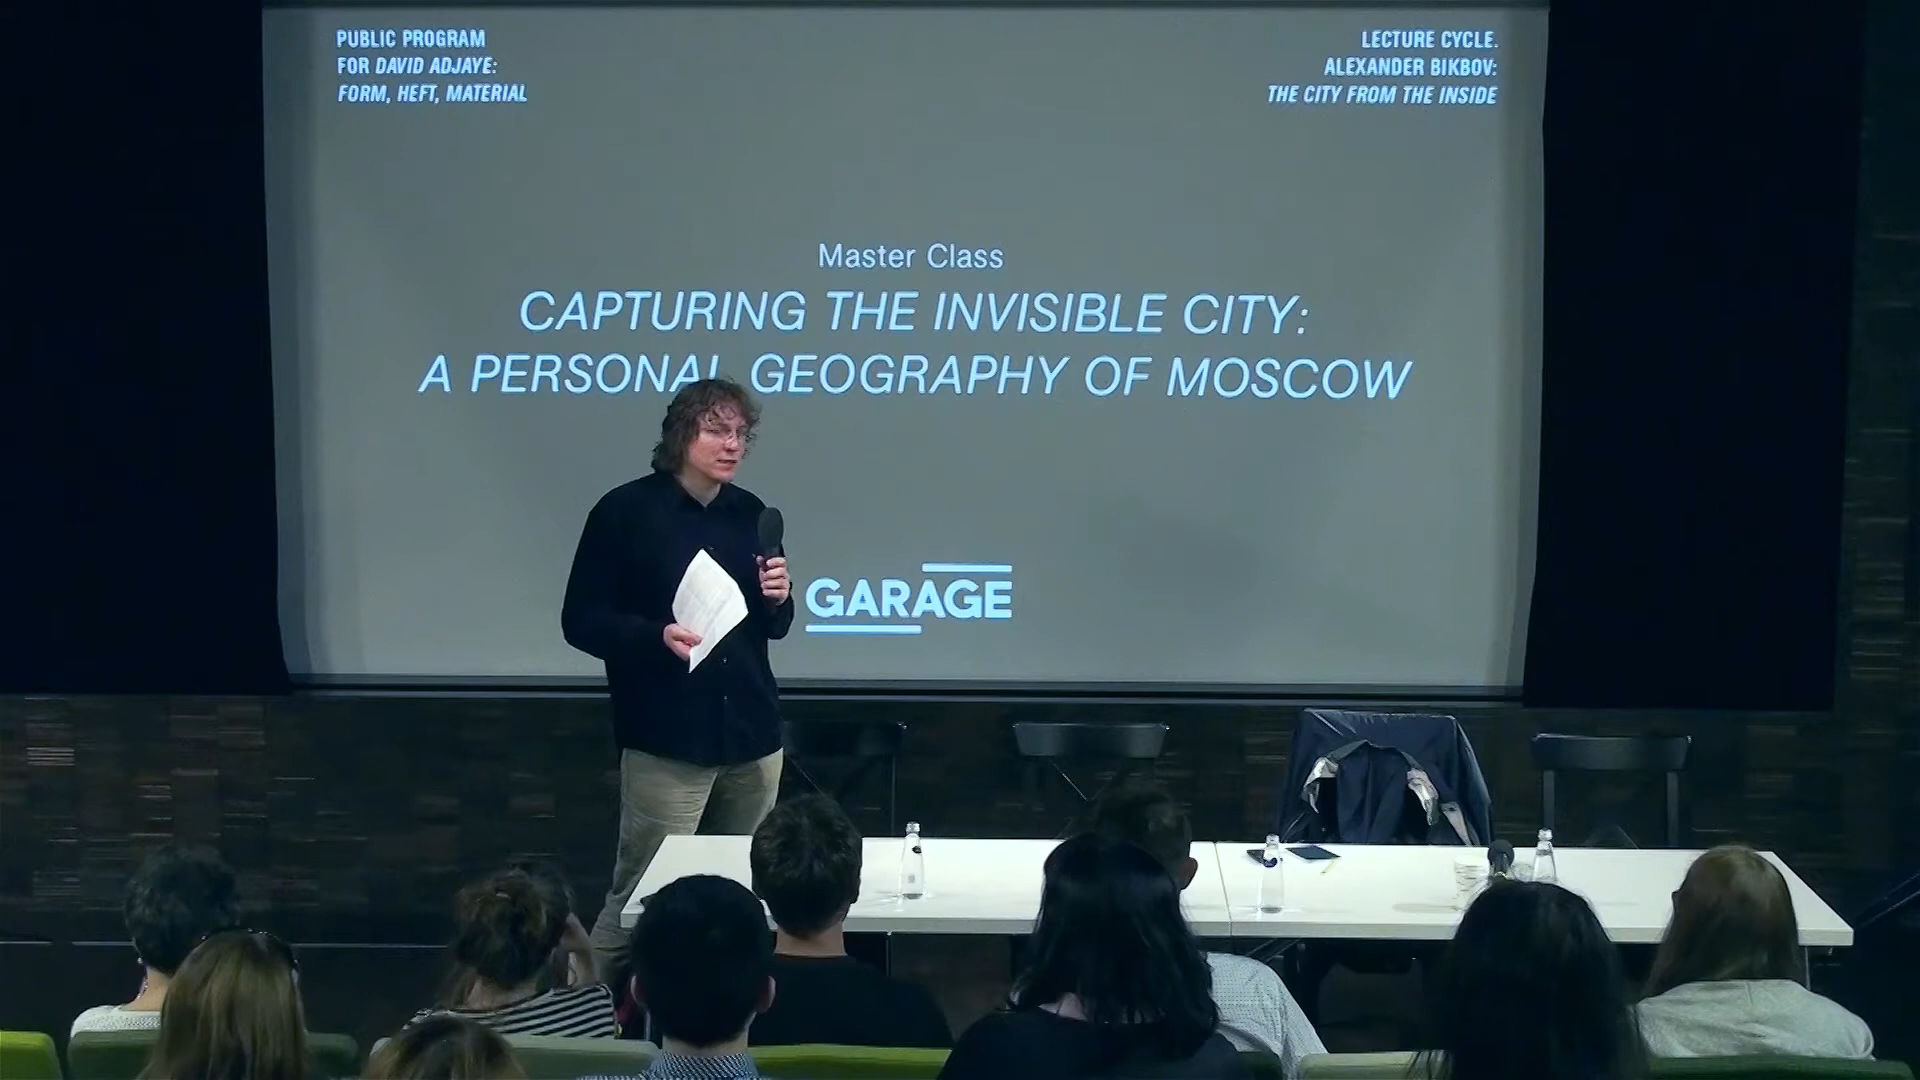 PUBLIC PROGRAM
FOR DAVID ADJAYE:
FORM, HEFT, MATERIAL
LECTURE CYCLE.
ALEXANDER BIKBOV:
THE CITY FROM THE INSIDE
Master Class
CAPTURING THE INVISIBLE CITY:
A PERSONAL GEOGRAPHY OF MOSCOW
GARAGE